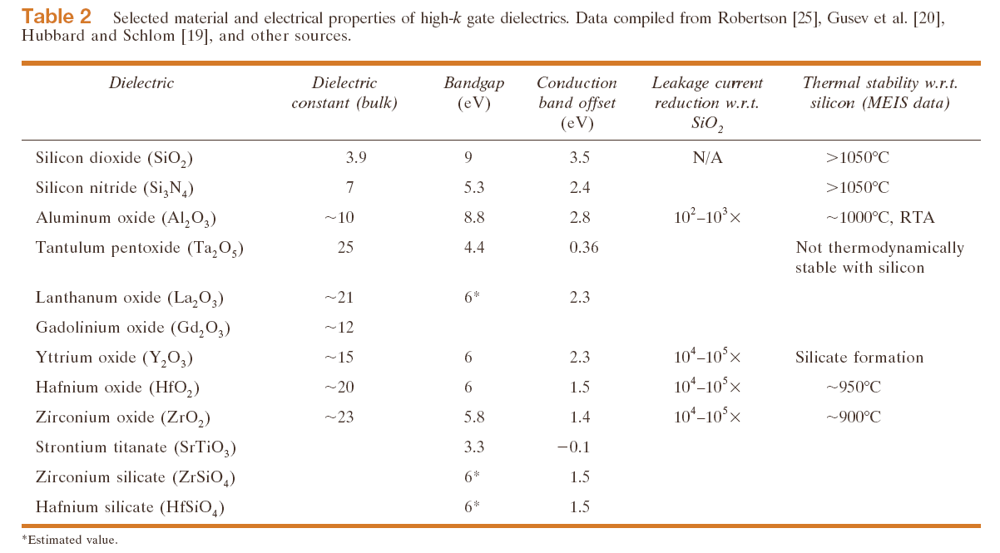 Table 2 Selected material and electrical properties of high-k gate dielectrics. Data compiled from Robertson [25], Gusev et al. [20],
Hubbard and Schlom [19], and other sources.
Dielectric Dielectric Bandgap Conduction Leakage current Thermal stability w.r.t.
constant (bulk) (eV) band offset reduction w.r.t. silicon (MEIS data)
(eV) SiO₂
Silicon dioxide (SiO₂) 3.9 9 3.5 N/A >1050°C
Silicon nitride (Si₃N₄) 7 5.3 2.4 >1050°C
Aluminum oxide (Al₂O₃) ~10 8.8 2.8 10²–10³× ~1000°C, RTA
Tantulum pentoxide (Ta₂O₅) 25 4.4 0.36 Not thermodynamically
stable with silicon
Lanthanum oxide (La₂O₃) ~21 6* 2.3
Gadolinium oxide (Gd₂O₃) ~12
Yttrium oxide (Y₂O₃) ~15 6 2.3 10⁴–10⁵× Silicate formation
Hafnium oxide (HfO₂) ~20 6 1.5 10⁴–10⁵× ~950°C
Zirconium oxide (ZrO₂) ~23 5.8 1.4 10⁴–10⁵× ~900°C
Strontium titanate (SrTiO₃) 3.3 −0.1
Zirconium silicate (ZrSiO₄) 6* 1.5
Hafnium silicate (HfSiO₄) 6* 1.5
*Estimated value.